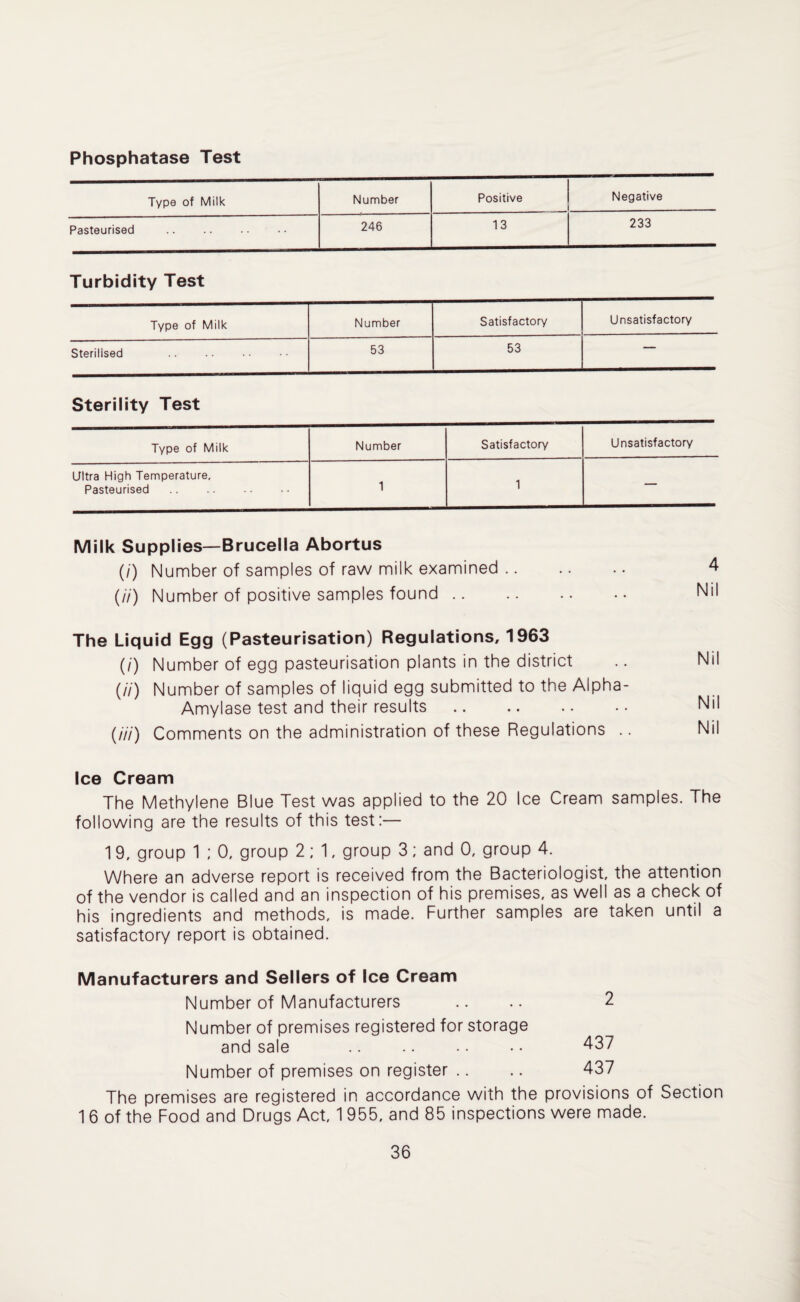 Phosphatase Test
Type of Milk Number Positive Negative
Pasteurised .. .. .. .. 246 13 233
Turbidity Test
Type of Milk Number Satisfactory Unsatisfactory
Sterilised .. .. .. .. 53 53 —
Sterility Test
Type of Milk Number Satisfactory Unsatisfactory
Ultra High Temperature,
Pasteurised .. .. .. .. 1 1 —
Milk Supplies—Brucella Abortus
(i) Number of samples of raw milk examined .. .. .. 4
(ii) Number of positive samples found .. .. .. .. Nil
The Liquid Egg (Pasteurisation) Regulations, 1963
(i) Number of egg pasteurisation plants in the district .. Nil
(ii) Number of samples of liquid egg submitted to the Alpha-
Amylase test and their results .. .. .. .. Nil
(iii) Comments on the administration of these Regulations .. Nil
Ice Cream
The Methylene Blue Test was applied to the 20 Ice Cream samples. The
following are the results of this test:—
19, group 1 ; 0, group 2; 1, group 3; and 0, group 4.
Where an adverse report is received from the Bacteriologist, the attention
of the vendor is called and an inspection of his premises, as well as a check of
his ingredients and methods, is made. Further samples are taken until a
satisfactory report is obtained.
Manufacturers and Sellers of Ice Cream
Number of Manufacturers .. .. 2
Number of premises registered for storage
and sale .. .. .. .. 437
Number of premises on register .. .. 437
The premises are registered in accordance with the provisions of Section
16 of the Food and Drugs Act, 1955, and 85 inspections were made.
36